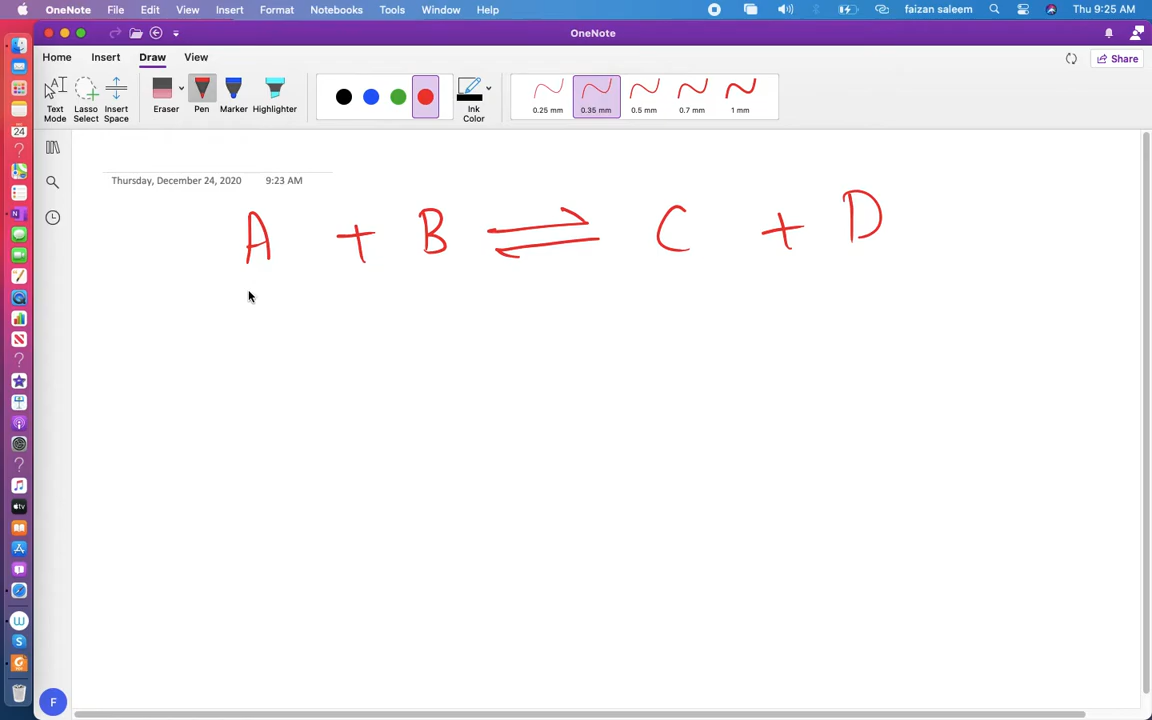 OneNote File Edit View Insert Format Notebooks Tools Window Help faizan saleem Thu 9:25 AM
OneNote
Home Insert Draw View Share
Text Mode Lasso Select Insert Space Eraser Pen Marker Highlighter Ink Color 0.25 mm 0.35 mm 0.5 mm 0.7 mm 1 mm
Thursday, December 24, 2020 9:23 AM
A + B ⇌ C + D
F